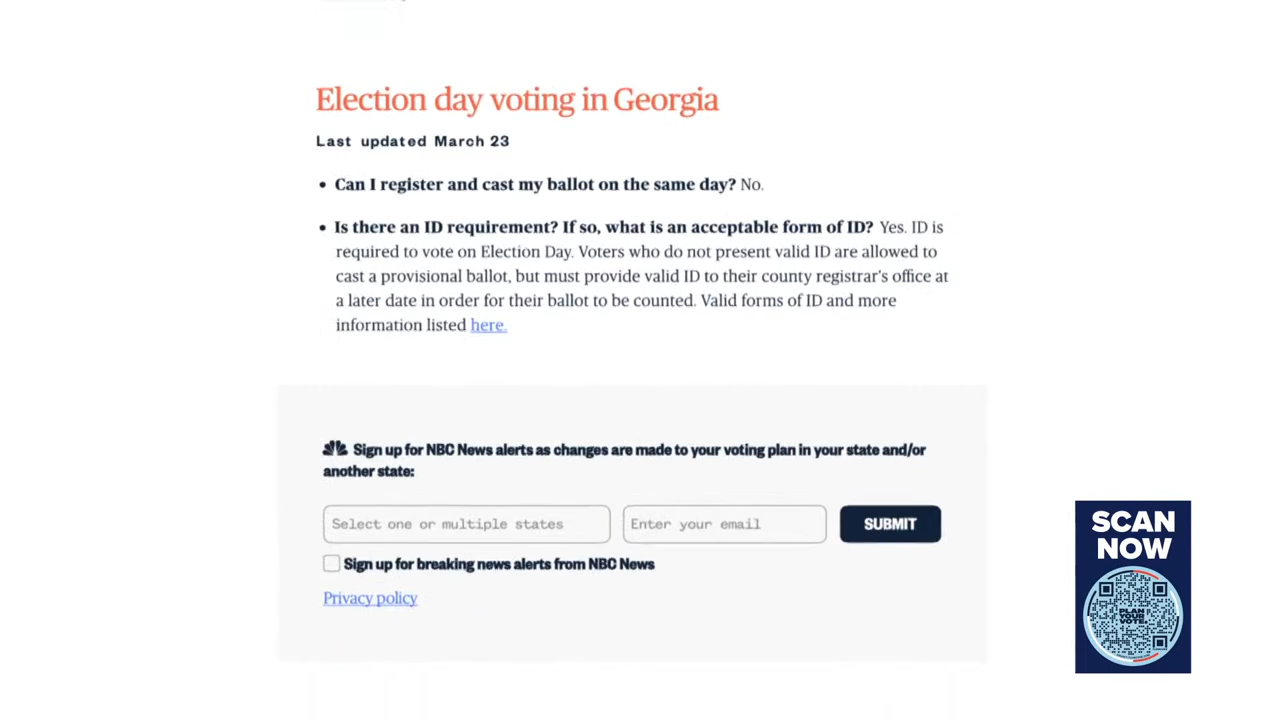 Election day voting in Georgia
Last updated March 23
• Can I register and cast my ballot on the same day? No.
• Is there an ID requirement? If so, what is an acceptable form of ID? Yes. ID is
required to vote on Election Day. Voters who do not present valid ID are allowed to
cast a provisional ballot, but must provide valid ID to their county registrar's office at
a later date in order for their ballot to be counted. Valid forms of ID and more
information listed here.
Sign up for NBC News alerts as changes are made to your voting plan in your state and/or
another state:
Select one or multiple states
Enter your email
SUBMIT
Sign up for breaking news alerts from NBC News
Privacy policy
SCAN
NOW
PLAN
YOUR
VOTE.